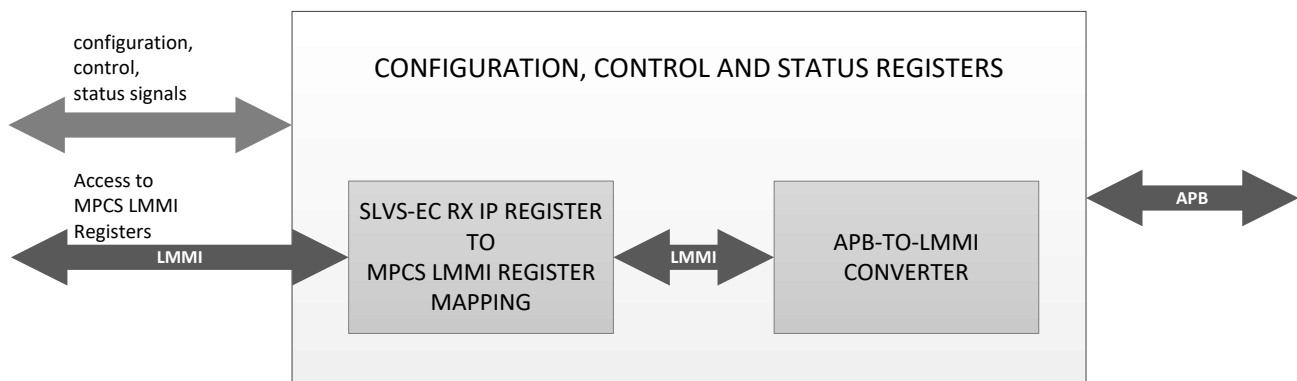 configuration,
control,
status signals
CONFIGURATION, CONTROL AND STATUS REGISTERS
Access to
MPCS LMMI
Registers
LMMI
SLVS-EC RX IP REGISTER
TO
MPCS LMMI REGISTER
MAPPING
LMMI
APB-TO-LMMI
CONVERTER
APB